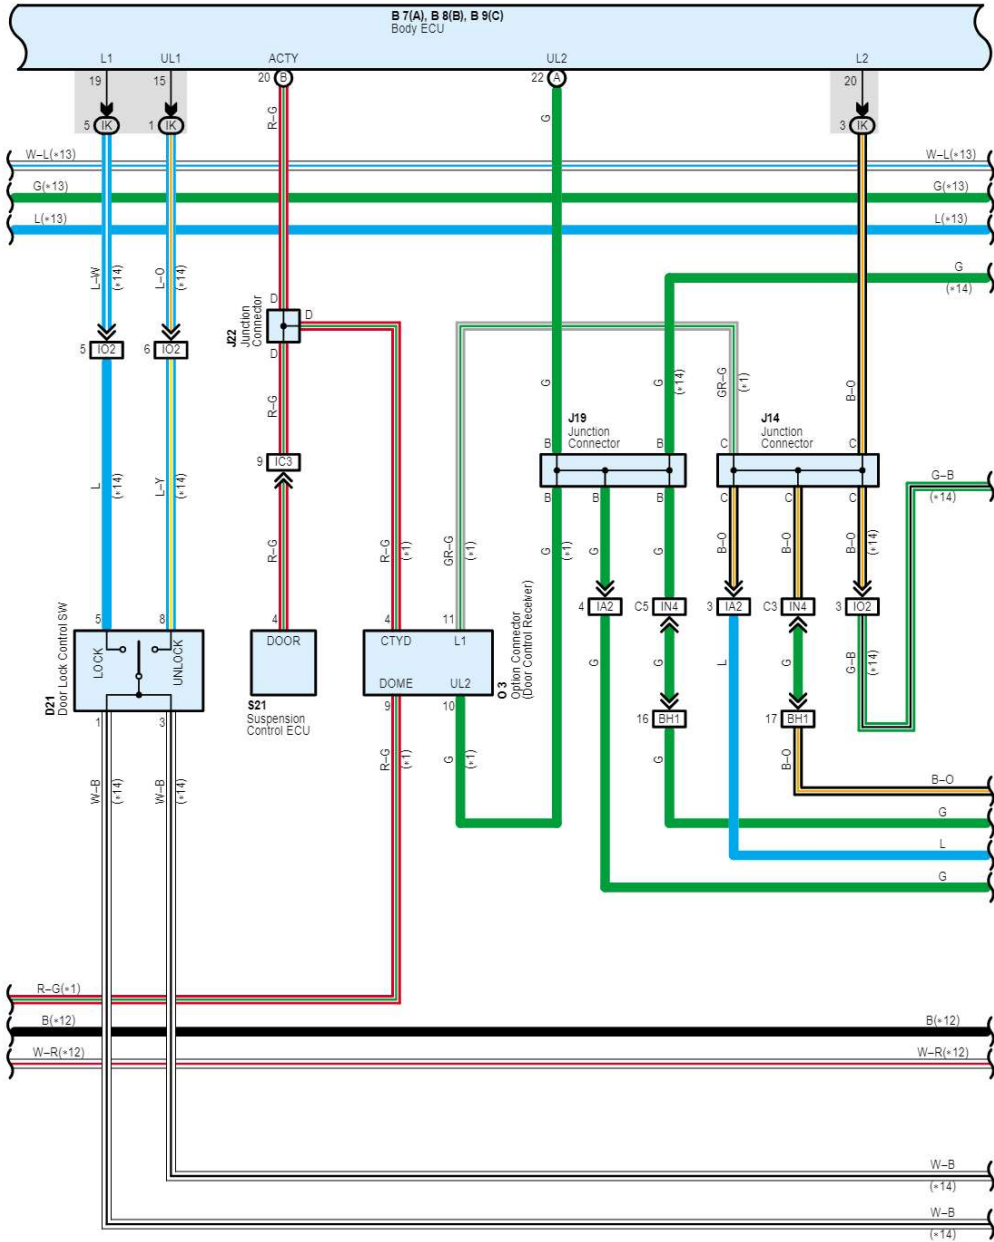 B 7(A), B 8(B), B 9(C)
Body ECU
L1 UL1 ACTY UL2 L2
19 15 20 B 22 A 20
5 IK 1 IK 3 IK
R–G
G
W–L(*13) W–L(*13)
G(*13) G(*13)
L(*13) L(*13)
L–W
(*14)
L–O
(*14)
G
(*14)
D D
J22
Junction
Connector
D
5 IO2 6 IO2
R–G
G
G
(*14)
GR–G
(*1)
B–O
J19
Junction
Connector
J14
Junction
Connector
B B C C
9 IC3
G–B
(*14)
B B B C C C
L
(*14)
L–Y
(*14)
R–G
R–G
(*1)
GR–G
(*1)
G
(*1)
G
G
B–O
B–O
B–O
(*14)
4 IA2 C5 IN4 3 IA2 C3 IN4 3 IO2
5 8 4 4 11
LOCK UNLOCK DOOR CTYD L1
DOME UL2
D21
Door Lock Control SW
O 3
Option Connector
(Door Control Receiver)
G G L G
G–B
(*14)
1 3 9 10
S21
Suspension
Control ECU
16 BH1 17 BH1
W–B
(*14)
W–B
(*14)
R–G
(*1)
G
(*1)
G
B–O
B–O
G
L
G
R–G(*1)
B(*12) B(*12)
W–R(*12) W–R(*12)
W–B
(*14)
W–B
(*14)